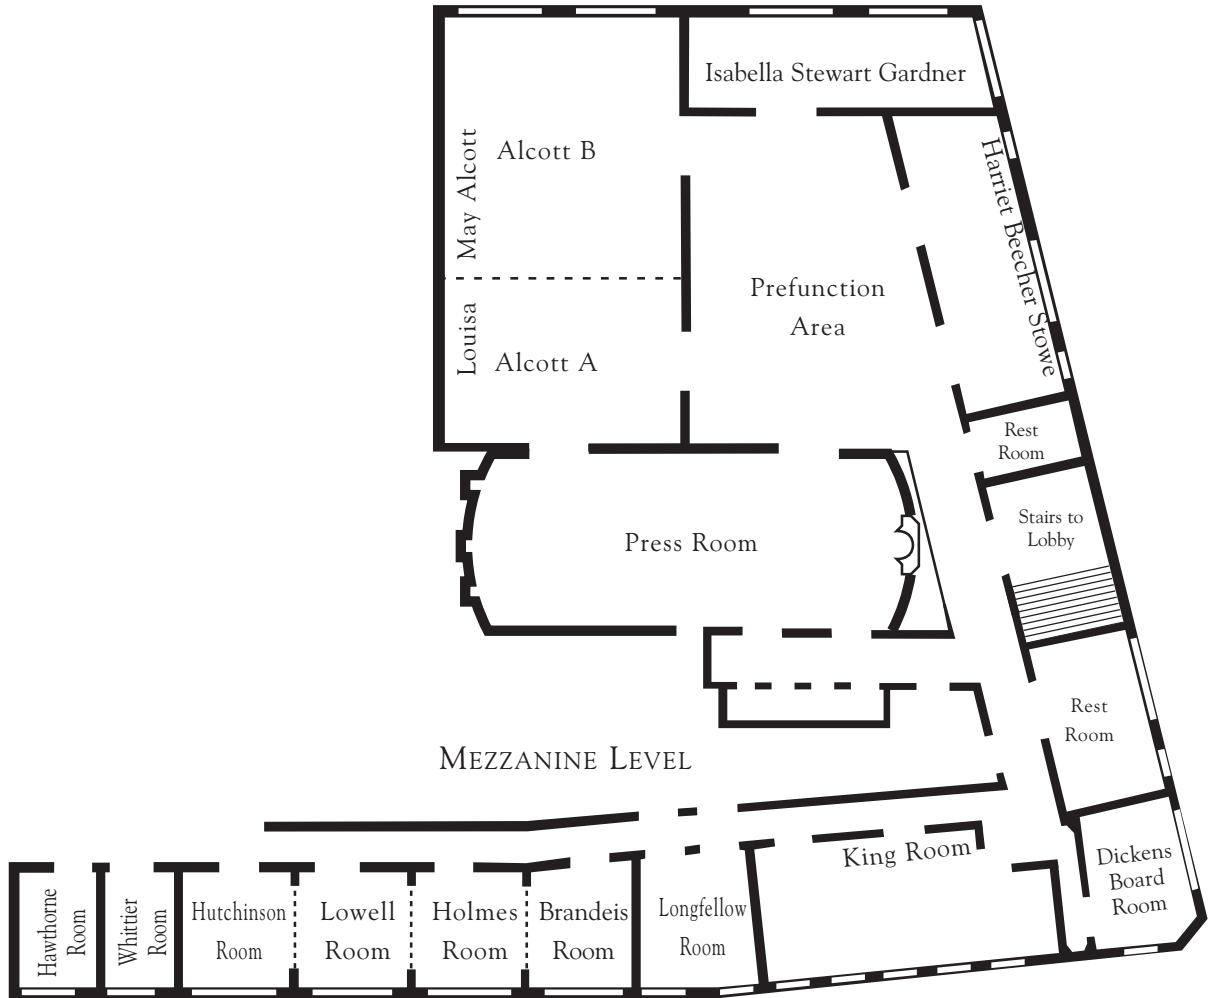 Isabella Stewart Gardner
Alcott B
Louisa May Alcott
Harriet Beecher Stowe
Prefunction
Area
Alcott A
Rest
Room
Stairs to
Lobby
Press Room
Rest
Room
MEZZANINE LEVEL
King Room
Dickens
Board
Room
Hawthorne
Room
Whittier
Room
Hutchinson
Room
Lowell
Room
Holmes
Room
Brandeis
Room
Longfellow
Room